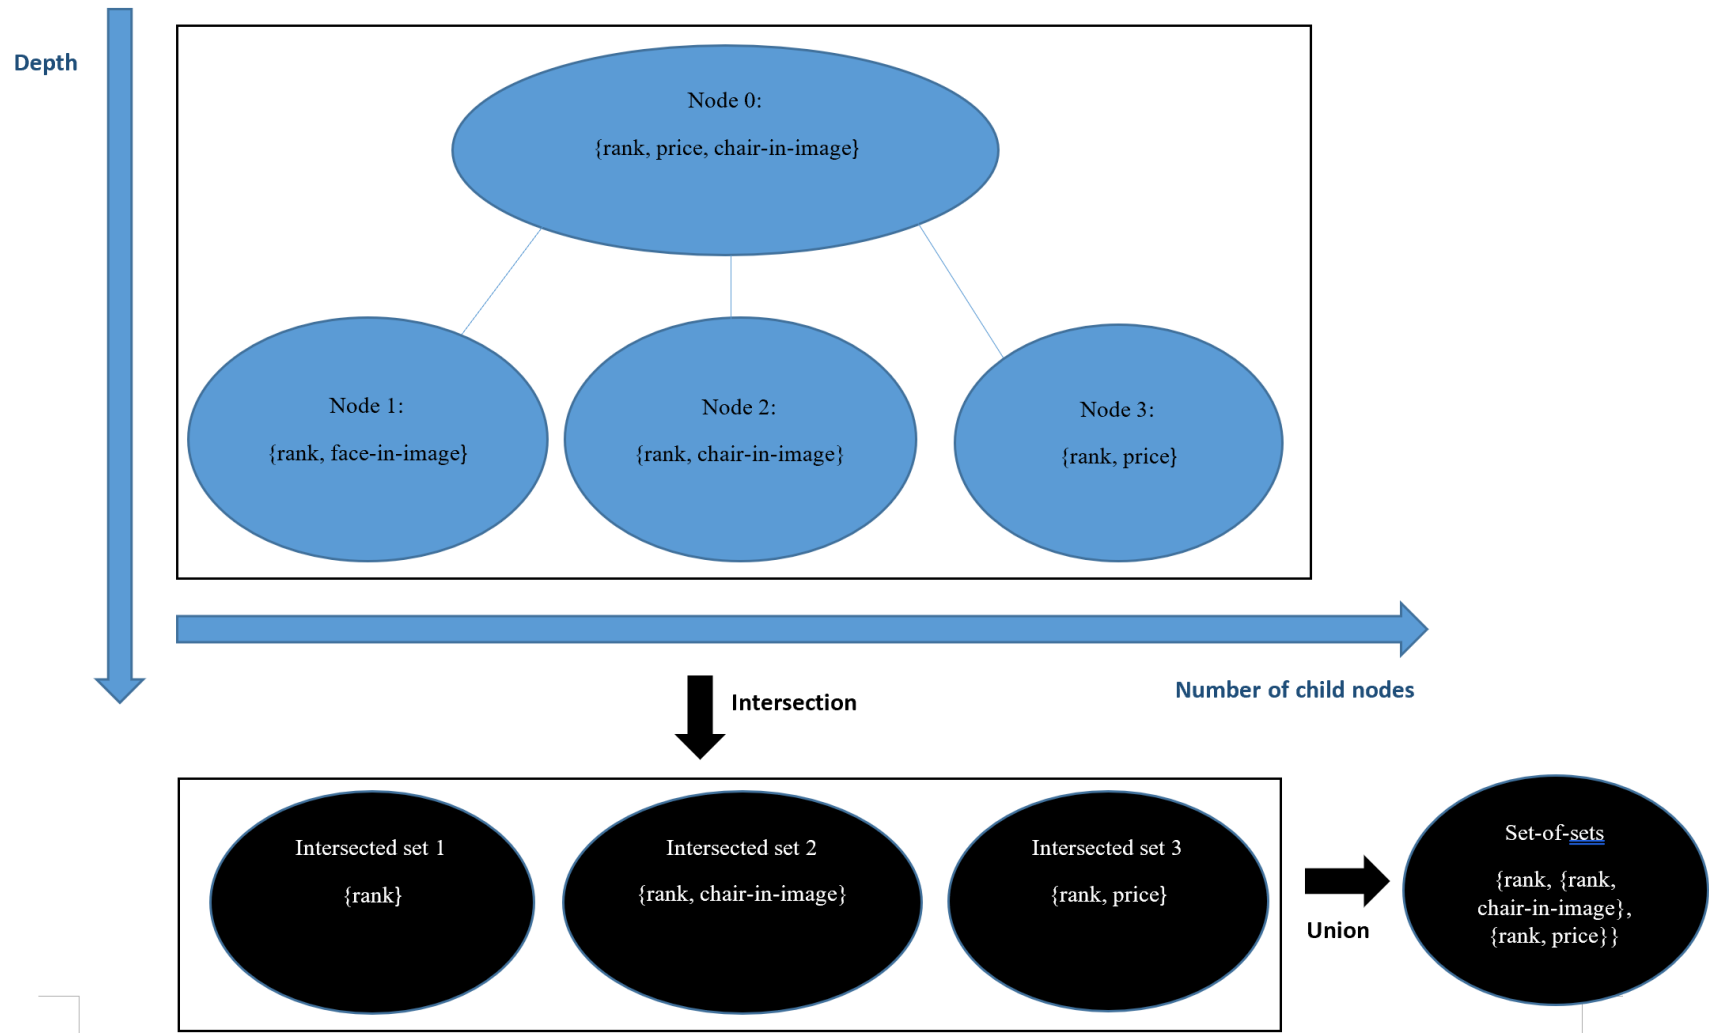 Depth
Node 0:
{rank, price, chair-in-image}
Node 1:
{rank, face-in-image}
Node 2:
{rank, chair-in-image}
Node 3:
{rank, price}
Number of child nodes
Intersection
Intersected set 1
{rank}
Intersected set 2
{rank, chair-in-image}
Intersected set 3
{rank, price}
Union
Set-of-sets
{rank, {rank,
chair-in-image},
{rank, price}}